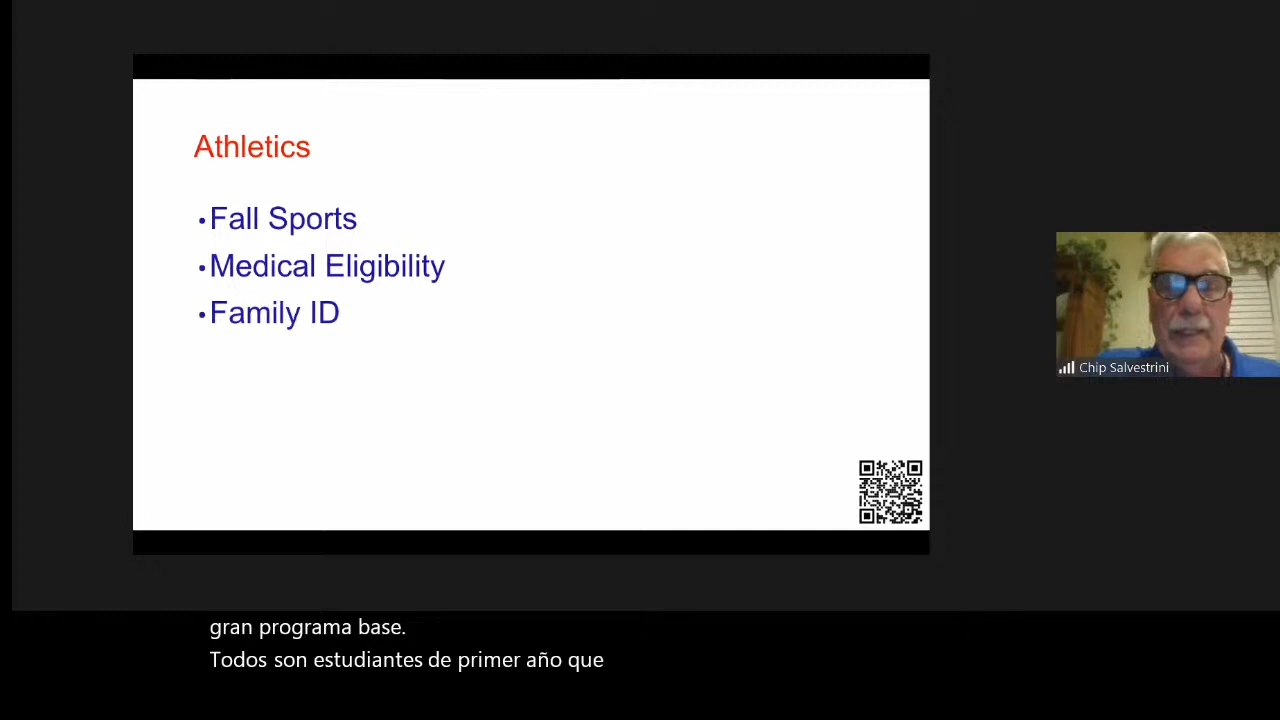 Athletics
•Fall Sports
•Medical Eligibility
•Family ID
Chip Salvestrini
gran programa base.
Todos son estudiantes de primer año que